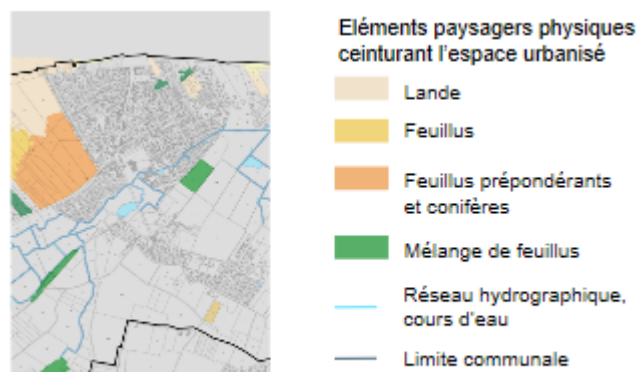 Eléments paysagers physiques
ceinturant l'espace urbanisé
Lande
Feuillus
Feuillus prépondérants
et conifères
Mélange de feuillus
Réseau hydrographique,
cours d'eau
Limite communale